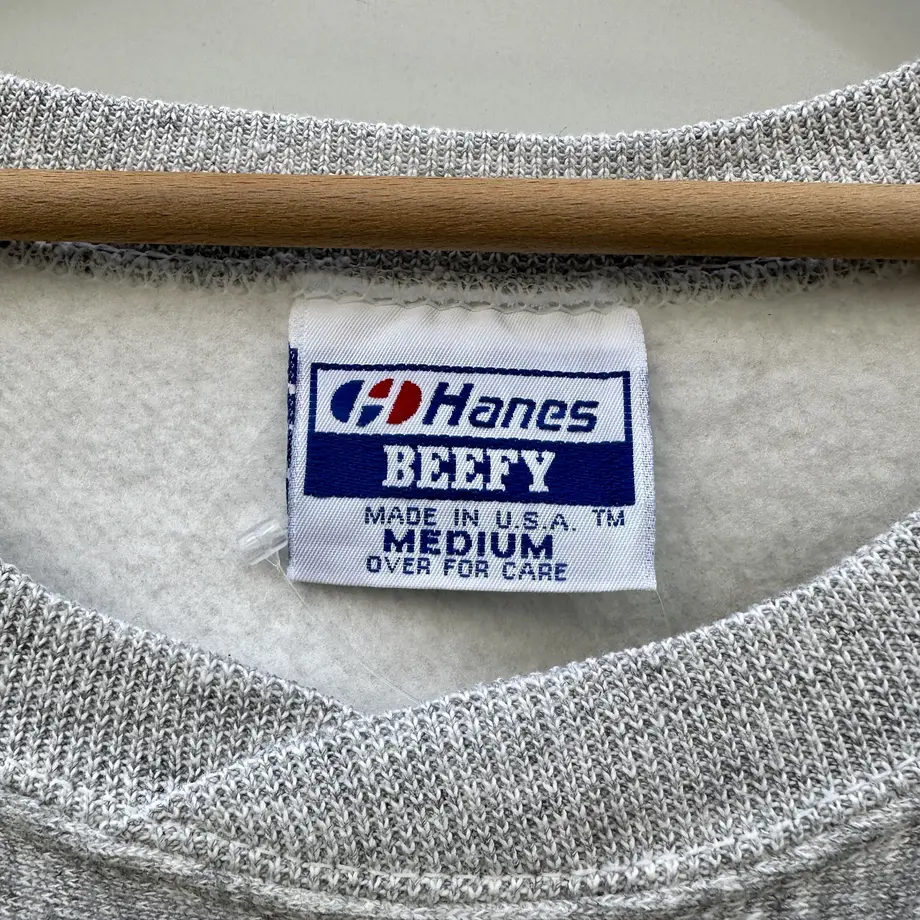 Hanes
BEEFY
MADE IN U.S.A. TM
MEDIUM
OVER FOR CARE